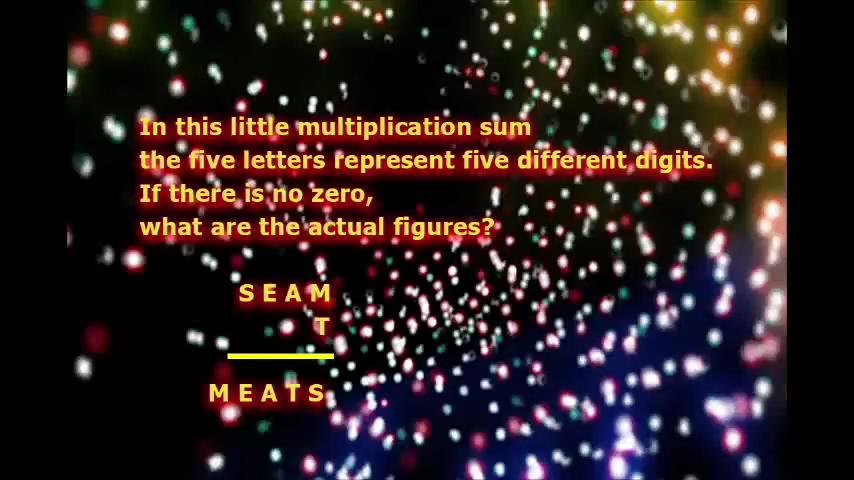 In this little multiplication sum
the five letters represent five different digits.
If there is no zero,
what are the actual figures?
S E A M
T
M E A T S